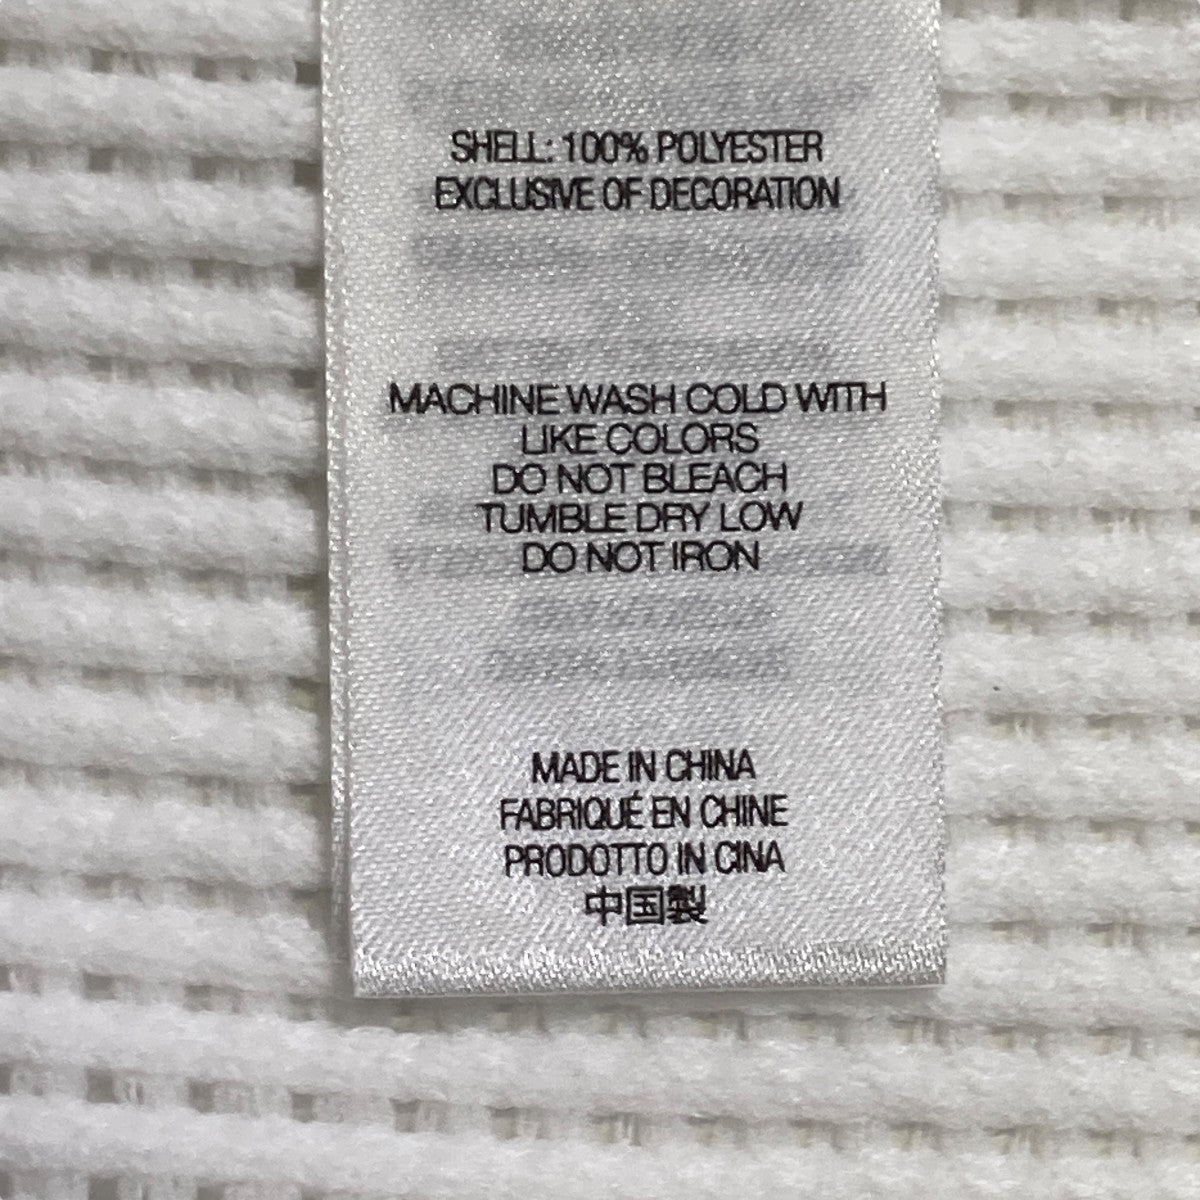 SHELL: 100% POLYESTER
EXCLUSIVE OF DECORATION
MACHINE WASH COLD WITH
LIKE COLORS
DO NOT BLEACH
TUMBLE DRY LOW
DO NOT IRON
MADE IN CHINA
FABRIQUÉ EN CHINE
PRODOTTO IN CINA
中国製